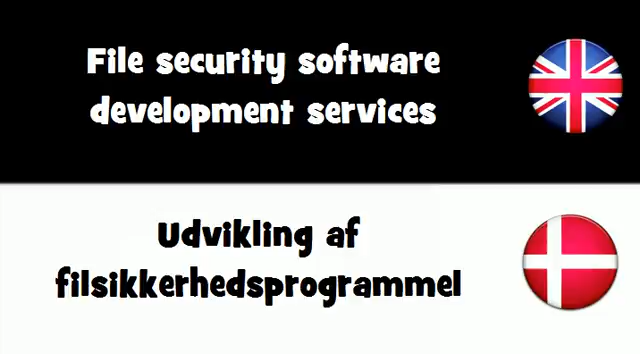 File security software
development services
Udvikling af
filsikkerhedsprogrammel